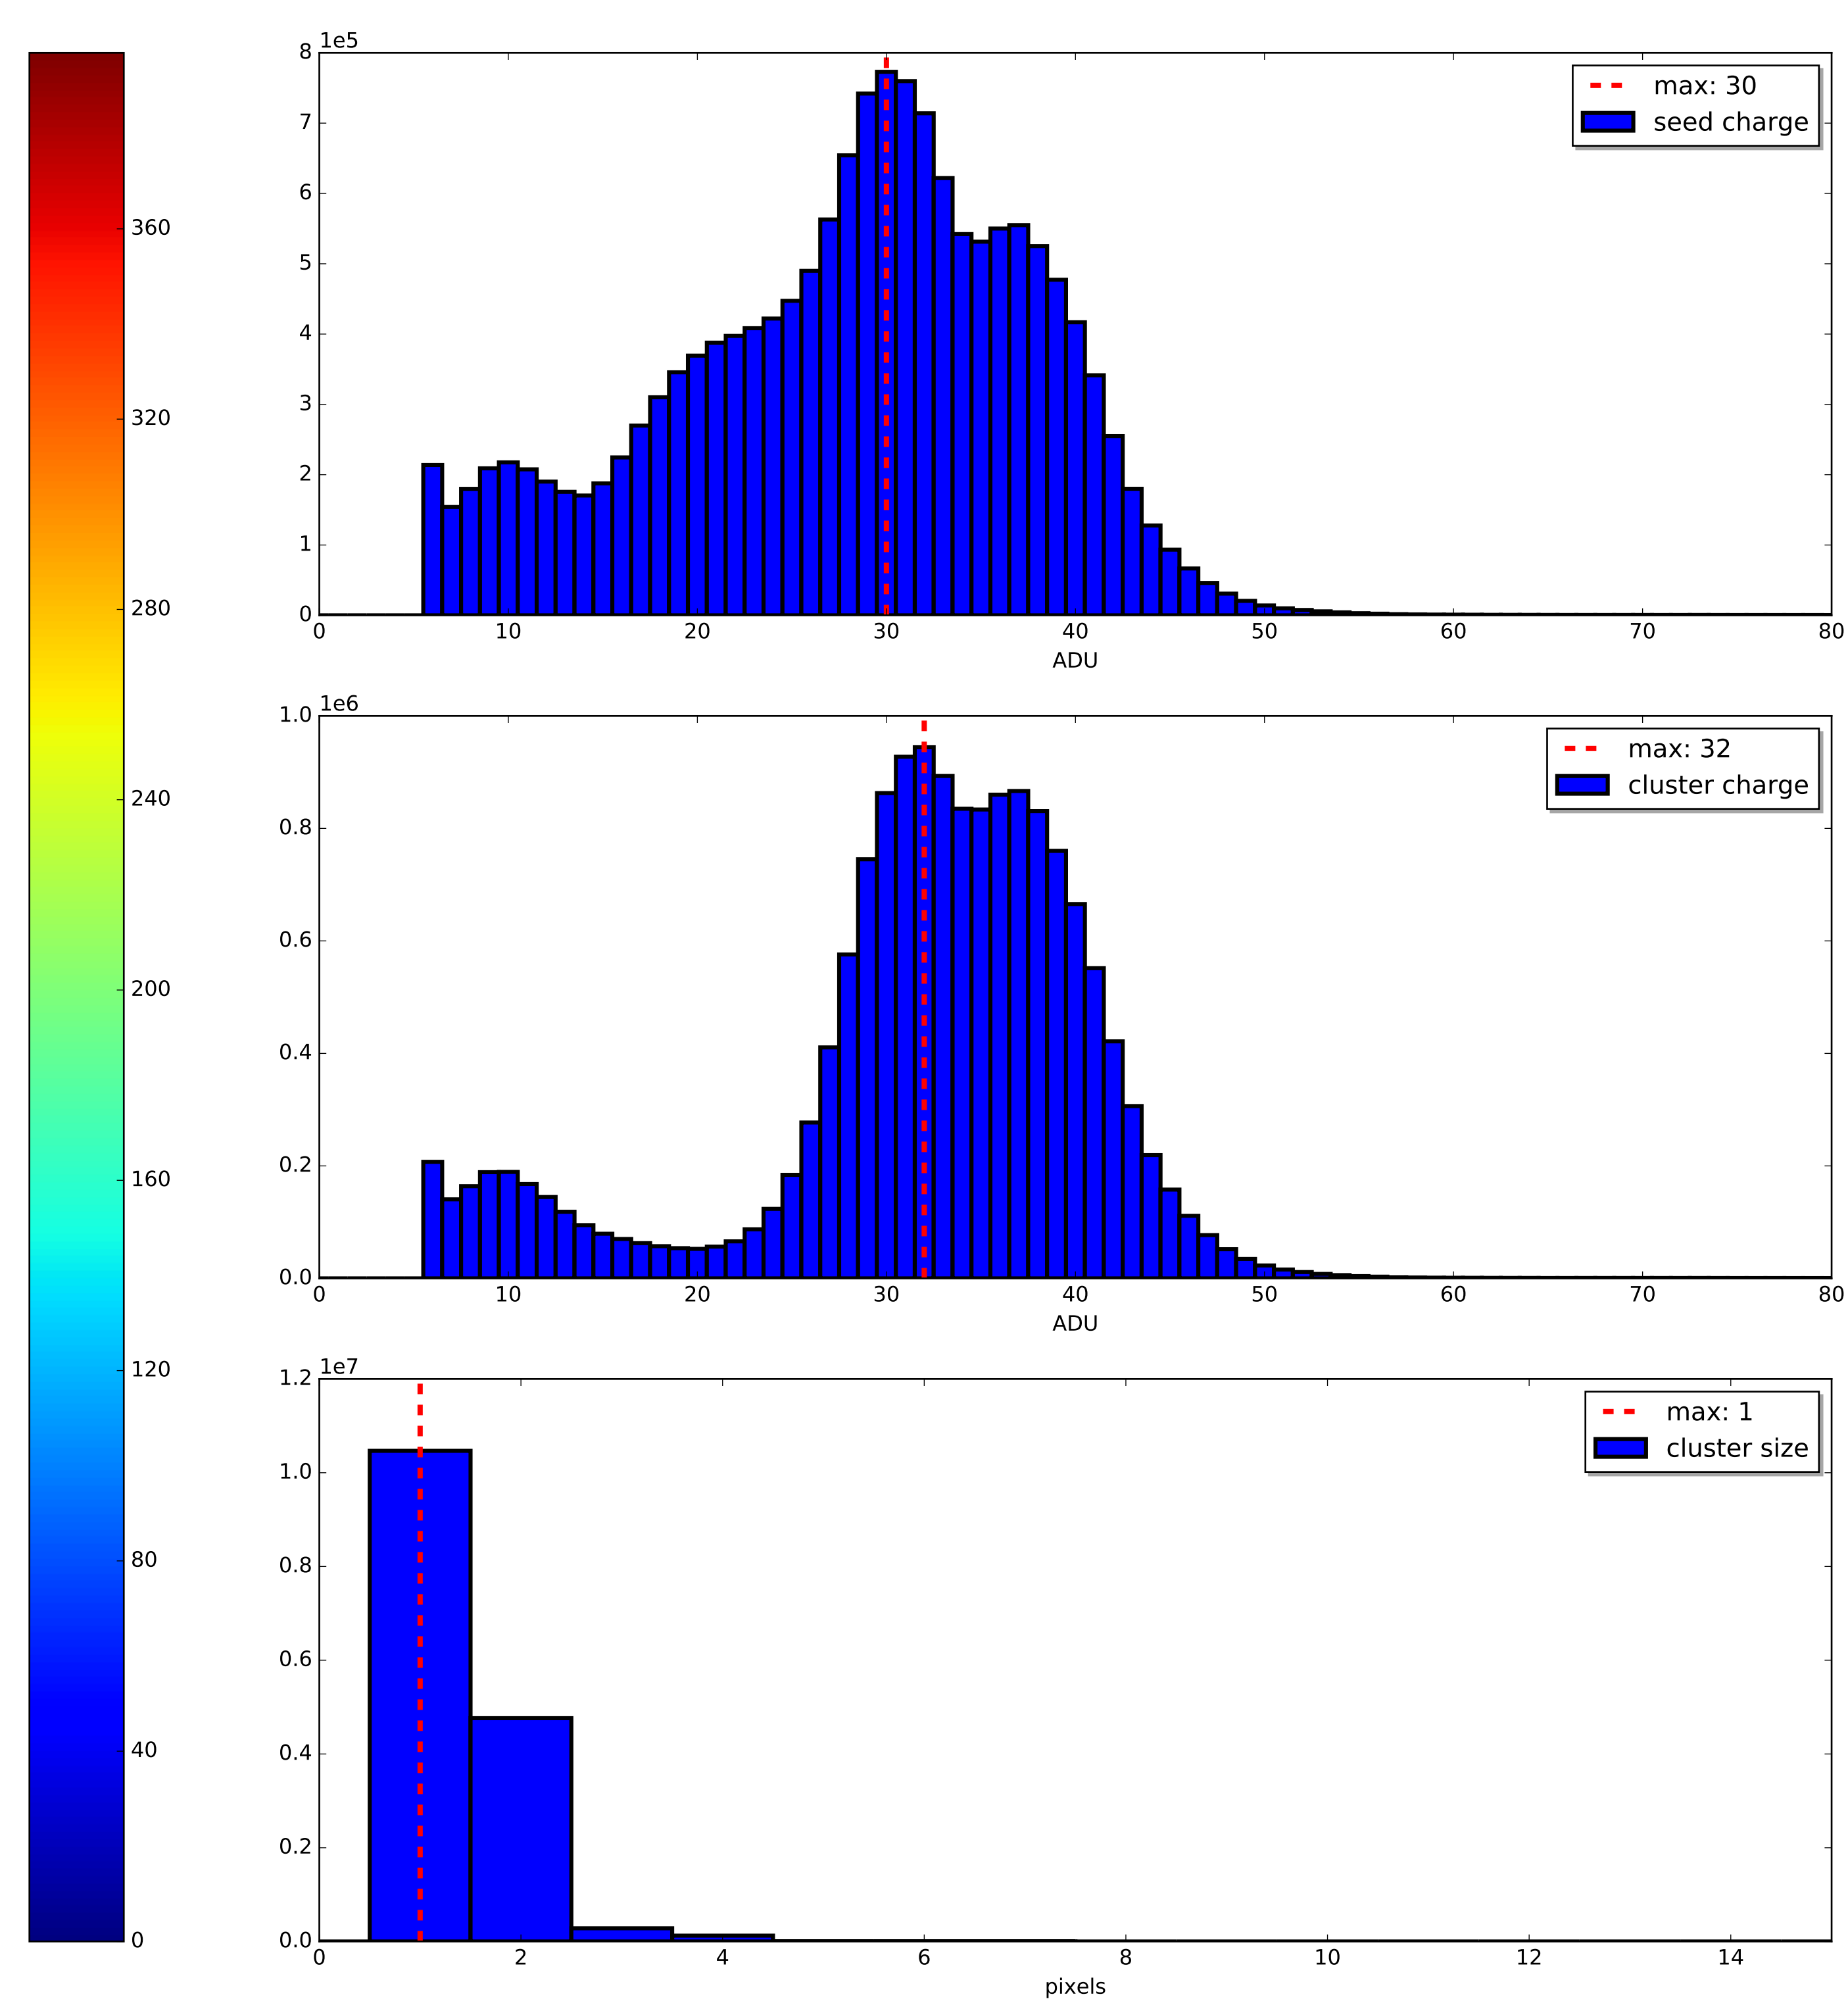 360
320
280
240
200
160
120
80
40
0
1e5
8
7
6
5
4
3
2
1
0
max: 30
seed charge
0 10 20 30 40 50 60 70 80
ADU
1e6
1.0
0.8
0.6
0.4
0.2
0.0
max: 32
cluster charge
0 10 20 30 40 50 60 70 80
ADU
1e7
1.2
1.0
0.8
0.6
0.4
0.2
0.0
max: 1
cluster size
0 2 4 6 8 10 12 14
pixels